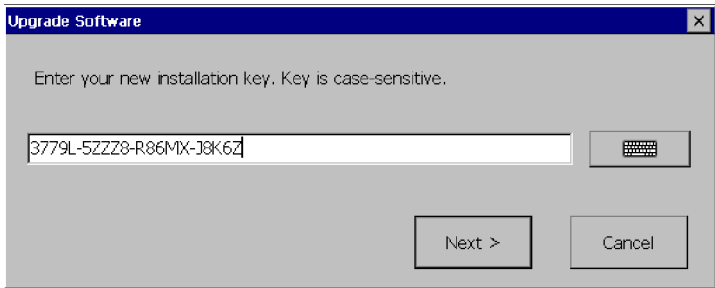 Upgrade Software
Enter your new installation key. Key is case-sensitive.
3779L-5ZZZ8-R86MX-J8K6Z
Next >
Cancel